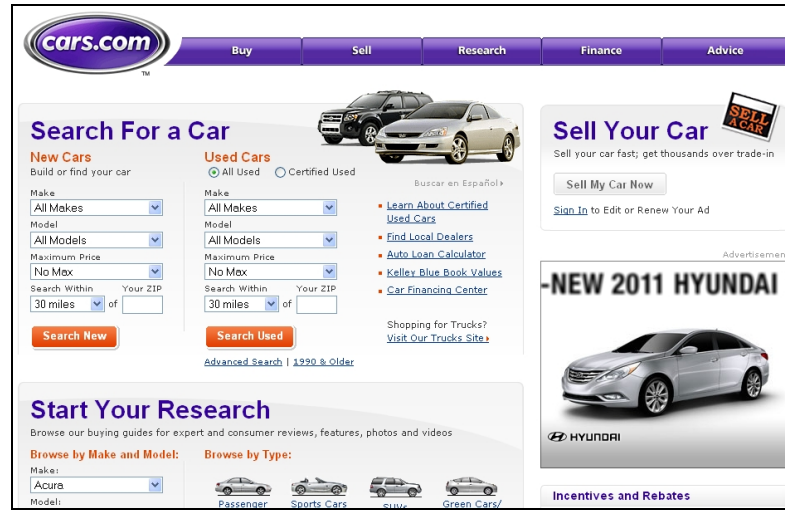 cars.com
TM
Buy
Sell
Research
Finance
Advice
Search For a Car
New Cars
Build or find your car
Make
All Makes
Model
All Models
Maximum Price
No Max
Search Within Your ZIP
30 miles of
Search New
Used Cars
All Used Certified Used
Make
All Makes
Model
All Models
Maximum Price
No Max
Search Within Your ZIP
30 miles of
Search Used
Advanced Search | 1990 & Older
Buscar en Español
Learn About Certified
Used Cars
Find Local Dealers
Auto Loan Calculator
Kelley Blue Book Values
Car Financing Center
Shopping for Trucks?
Visit Our Trucks Site
Sell Your Car
SELL
A CAR
Sell your car fast; get thousands over trade-in
Sell My Car Now
Sign In to Edit or Renew Your Ad
Advertisemen
-NEW 2011 HYUNDAI
HYUNDAI
Start Your Research
Browse our buying guides for expert and consumer reviews, features, photos and videos
Browse by Make and Model:
Make:
Acura
Model:
Browse by Type:
Passenger
Sports Cars
SUVs
Green Cars/
Incentives and Rebates